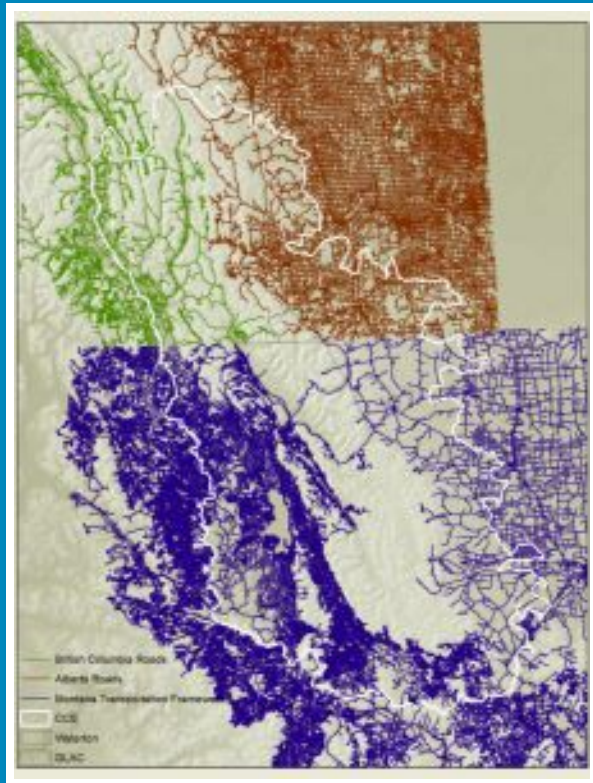 British Columbia Roads
Alberta Roads
Montana Transportation Framework
CCE
Waterton
GLAC